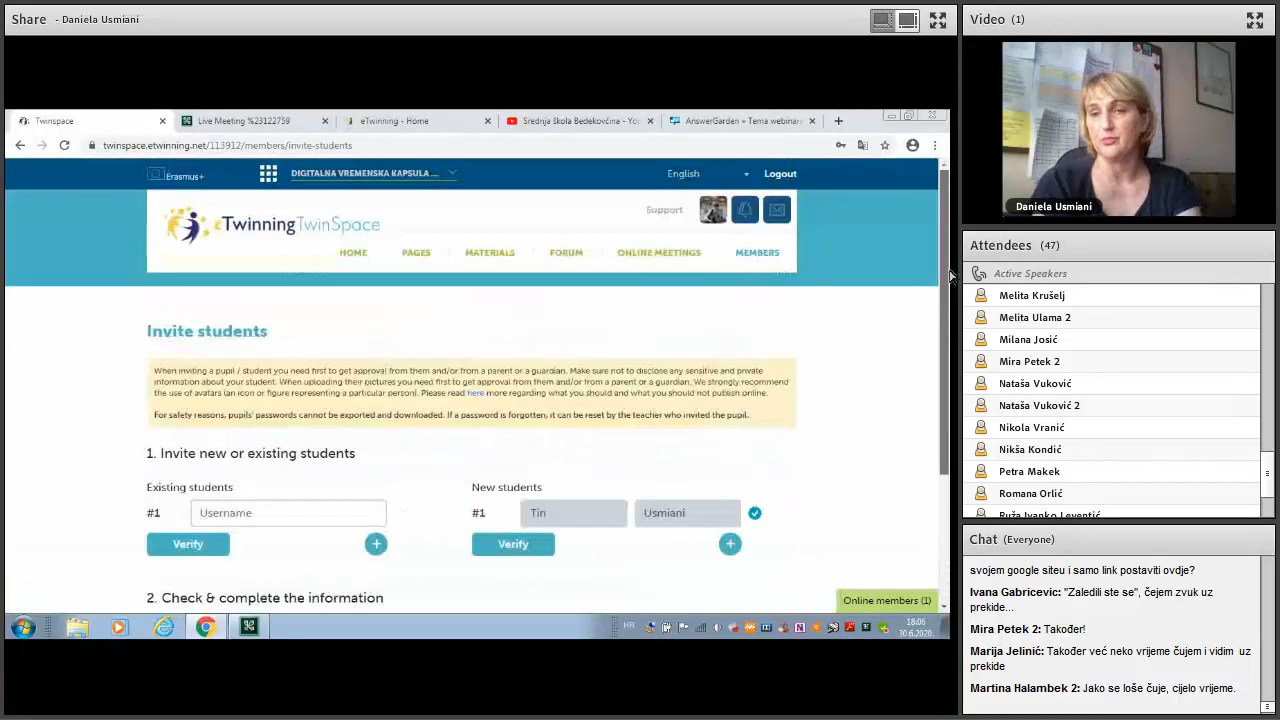 Share - Daniela Usmiani
Twinspace
Live Meeting %23122759
eTwinning - Home
Srednja škola Bedekovčina - You
AnswerGarden » Tema webinar
twinspace.etwinning.net/113912/members/invite-students
Erasmus+
DIGITALNA VREMENSKA KAPSULA ...
English
Logout
eTwinning TwinSpace
Support
HOME
PAGES
MATERIALS
FORUM
ONLINE MEETINGS
MEMBERS
Invite students
When inviting a pupil / student you need first to get approval from them and/or from a parent or a guardian. Make sure not to disclose any sensitive and private
information about your student. When uploading their pictures you need first to get approval from them and/or from a parent or a guardian. We strongly recommend
the use of avatars (an icon or figure representing a particular person). Please read here more regarding what you should and what you should not publish online.
For safety reasons, pupils' passwords cannot be exported and downloaded. If a password is forgotten, it can be reset by the teacher who invited the pupil.
1. Invite new or existing students
Existing students
#1 Username
Verify
+
New students
#1 Tin Usmiani
Verify
+
2. Check & complete the information
Online members (1)
HR
18:06
30.6.2020.
Video (1)
Daniela Usmiani
Attendees (47)
Active Speakers
Melita Krušelj
Melita Ulama 2
Milana Josić
Mira Petek 2
Nataša Vuković
Nataša Vuković 2
Nikola Vranić
Nikša Kondić
Petra Makek
Romana Orlić
Ruža Ivanko Leventić
Chat (Everyone)
svojem google siteu i samo link postaviti ovdje?
Ivana Gabricevic: "Zaledili ste se", čejem zvuk uz
prekide...
Mira Petek 2: Također!
Marija Jelinić: Također već neko vrijeme čujem i vidim uz
prekide
Martina Halambek 2: Jako se loše čuje, cijelo vrijeme.